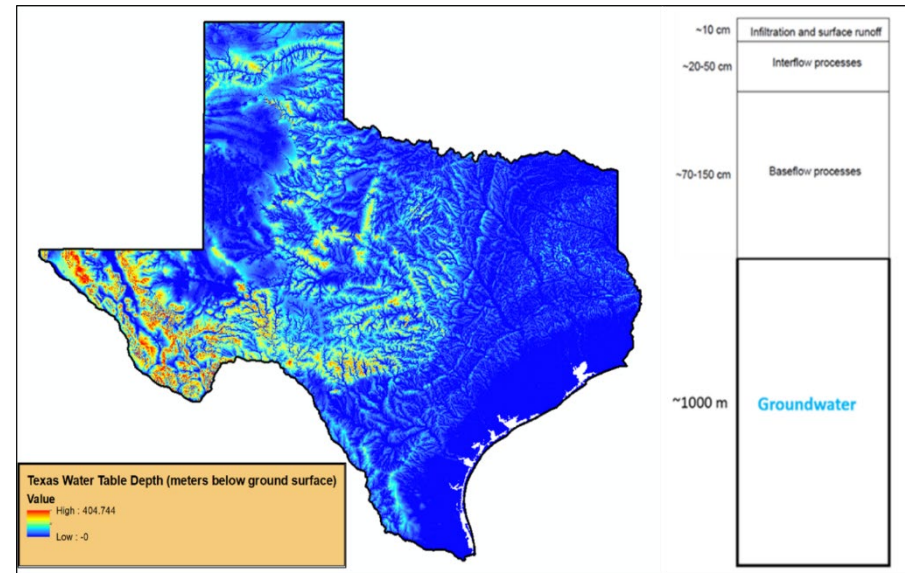 ~10 cm
Infiltration and surface runoff
~20-50 cm
Interflow processes
~70-150 cm
Baseflow processes
~1000 m
Groundwater
Texas Water Table Depth (meters below ground surface)
Value
High : 404.744
Low : -0